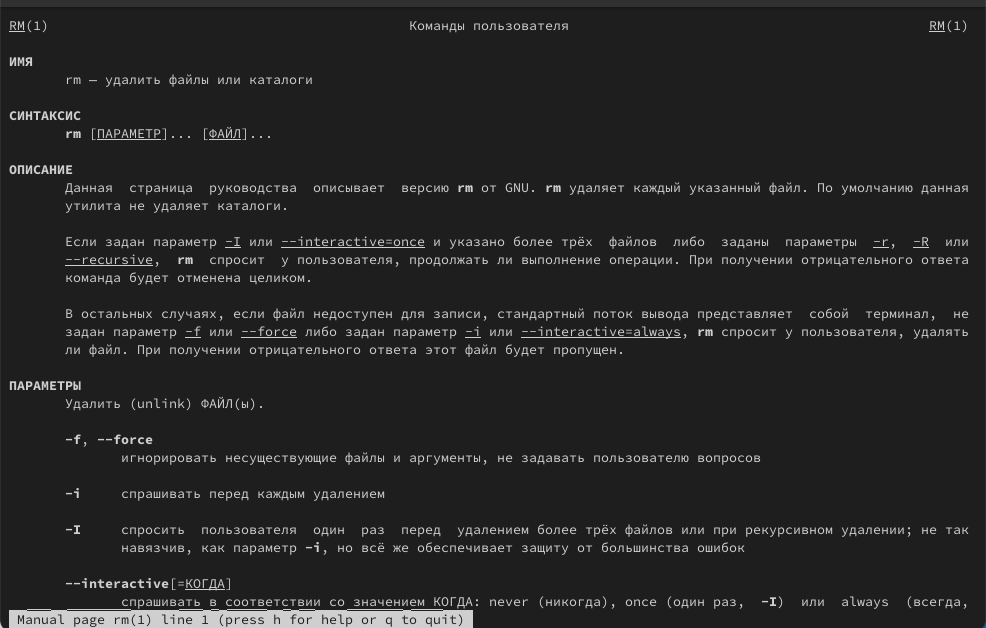 RM(1) Команды пользователя RM(1)
ИМЯ
rm — удалить файлы или каталоги
СИНТАКСИС
rm [ПАРАМЕТР]... [ФАЙЛ]...
ОПИСАНИЕ
Данная страница руководства описывает версию rm от GNU. rm удаляет каждый указанный файл. По умолчанию данная
утилита не удаляет каталоги.
Если задан параметр -I или --interactive=once и указано более трёх файлов либо заданы параметры -r, -R или
--recursive, rm спросит у пользователя, продолжать ли выполнение операции. При получении отрицательного ответа
команда будет отменена целиком.
В остальных случаях, если файл недоступен для записи, стандартный поток вывода представляет собой терминал, не
задан параметр -f или --force либо задан параметр -i или --interactive=always, rm спросит у пользователя, удалять
ли файл. При получении отрицательного ответа этот файл будет пропущен.
ПАРАМЕТРЫ
Удалить (unlink) ФАЙЛ(ы).
-f, --force
игнорировать несуществующие файлы и аргументы, не задавать пользователю вопросов
-i спрашивать перед каждым удалением
-I спросить пользователя один раз перед удалением более трёх файлов или при рекурсивном удалении; не так
навязчив, как параметр -i, но всё же обеспечивает защиту от большинства ошибок
--interactive[=КОГДА]
спрашивать в соответствии со значением КОГДА: never (никогда), once (один раз, -I) или always (всегда,
Manual page rm(1) line 1 (press h for help or q to quit)